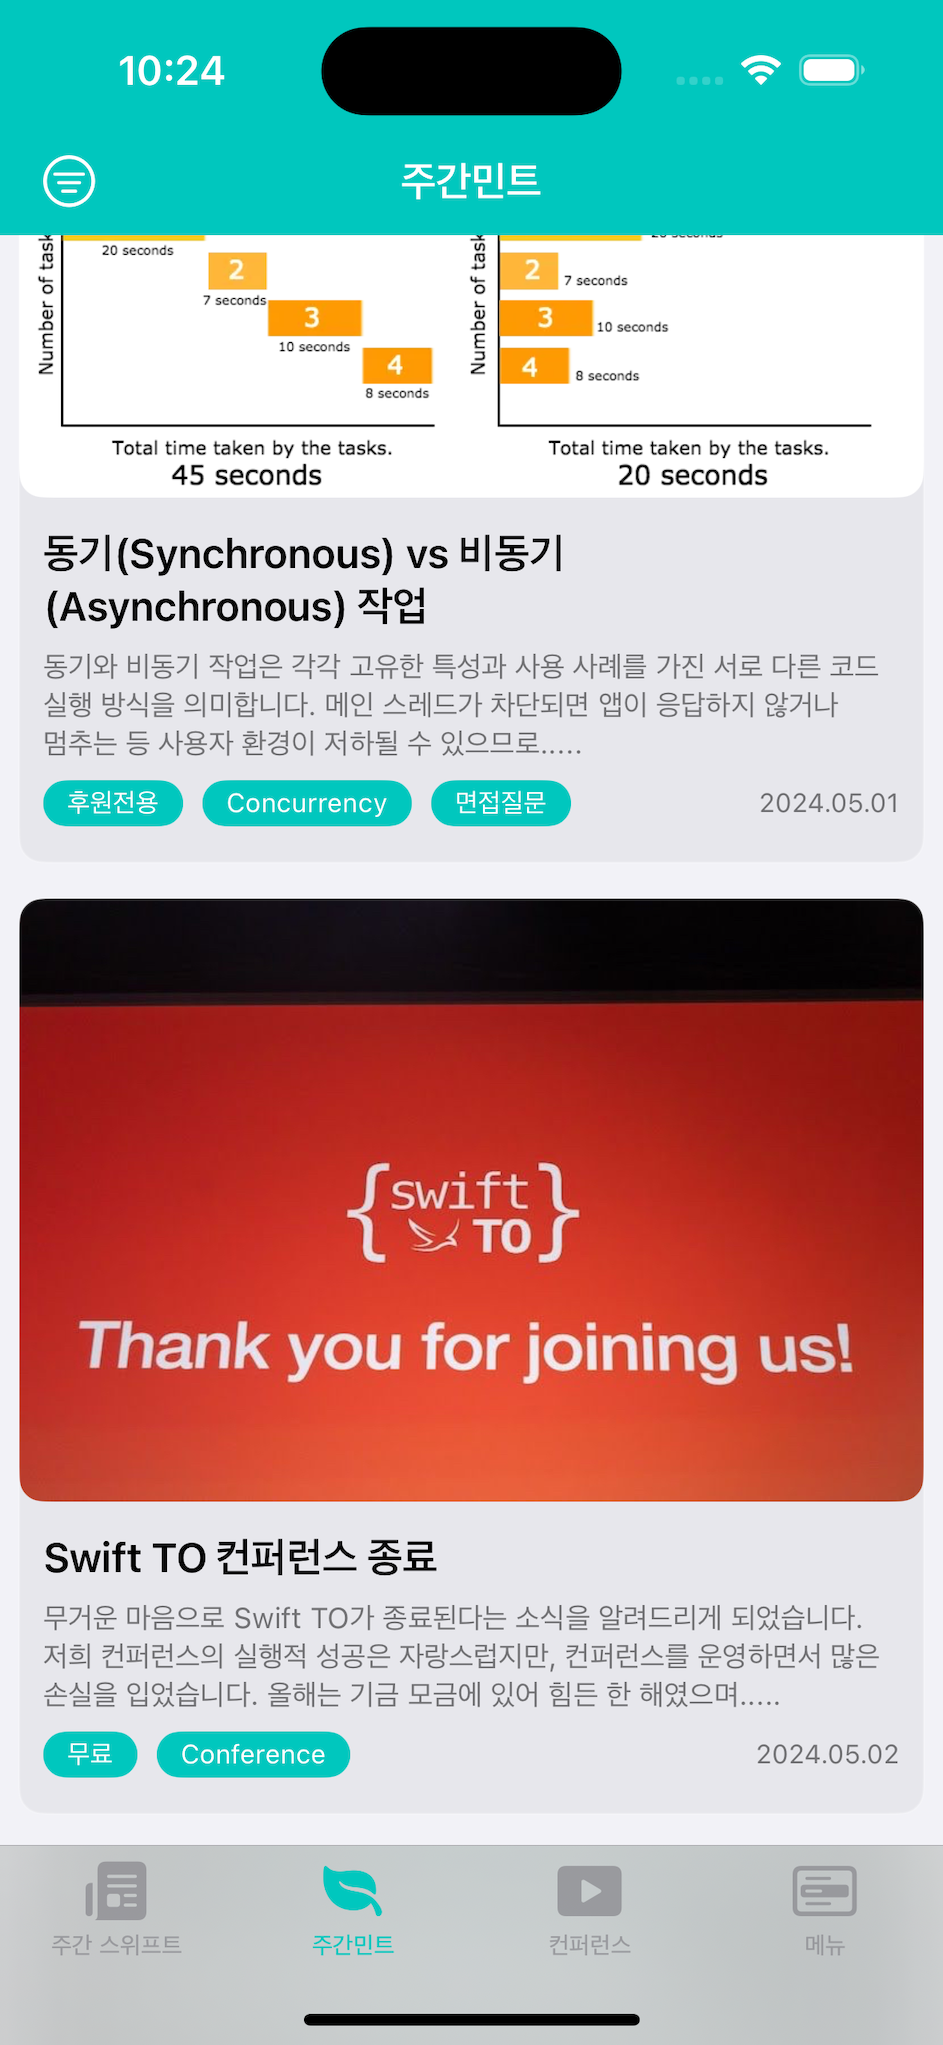 10:24
주간민트
Number of task
20 seconds
2
7 seconds
3
10 seconds
4
8 seconds
Total time taken by the tasks.
45 seconds
Number of task
20 seconds
2
7 seconds
3
10 seconds
4
8 seconds
Total time taken by the tasks.
20 seconds
동기(Synchronous) vs 비동기
(Asynchronous) 작업
동기와 비동기 작업은 각각 고유한 특성과 사용 사례를 가진 서로 다른 코드
실행 방식을 의미합니다. 메인 스레드가 차단되면 앱이 응답하지 않거나
멈추는 등 사용자 환경이 저하될 수 있으므로.....
후원전용 Concurrency 면접질문 2024.05.01
{swift
TO}
Thank you for joining us!
Swift TO 컨퍼런스 종료
무거운 마음으로 Swift TO가 종료된다는 소식을 알려드리게 되었습니다.
저희 컨퍼런스의 실행적 성공은 자랑스럽지만, 컨퍼런스를 운영하면서 많은
손실을 입었습니다. 올해는 기금 모금에 있어 힘든 한 해였으며.....
무료 Conference 2024.05.02
주간 스위프트 주간민트 컨퍼런스 메뉴